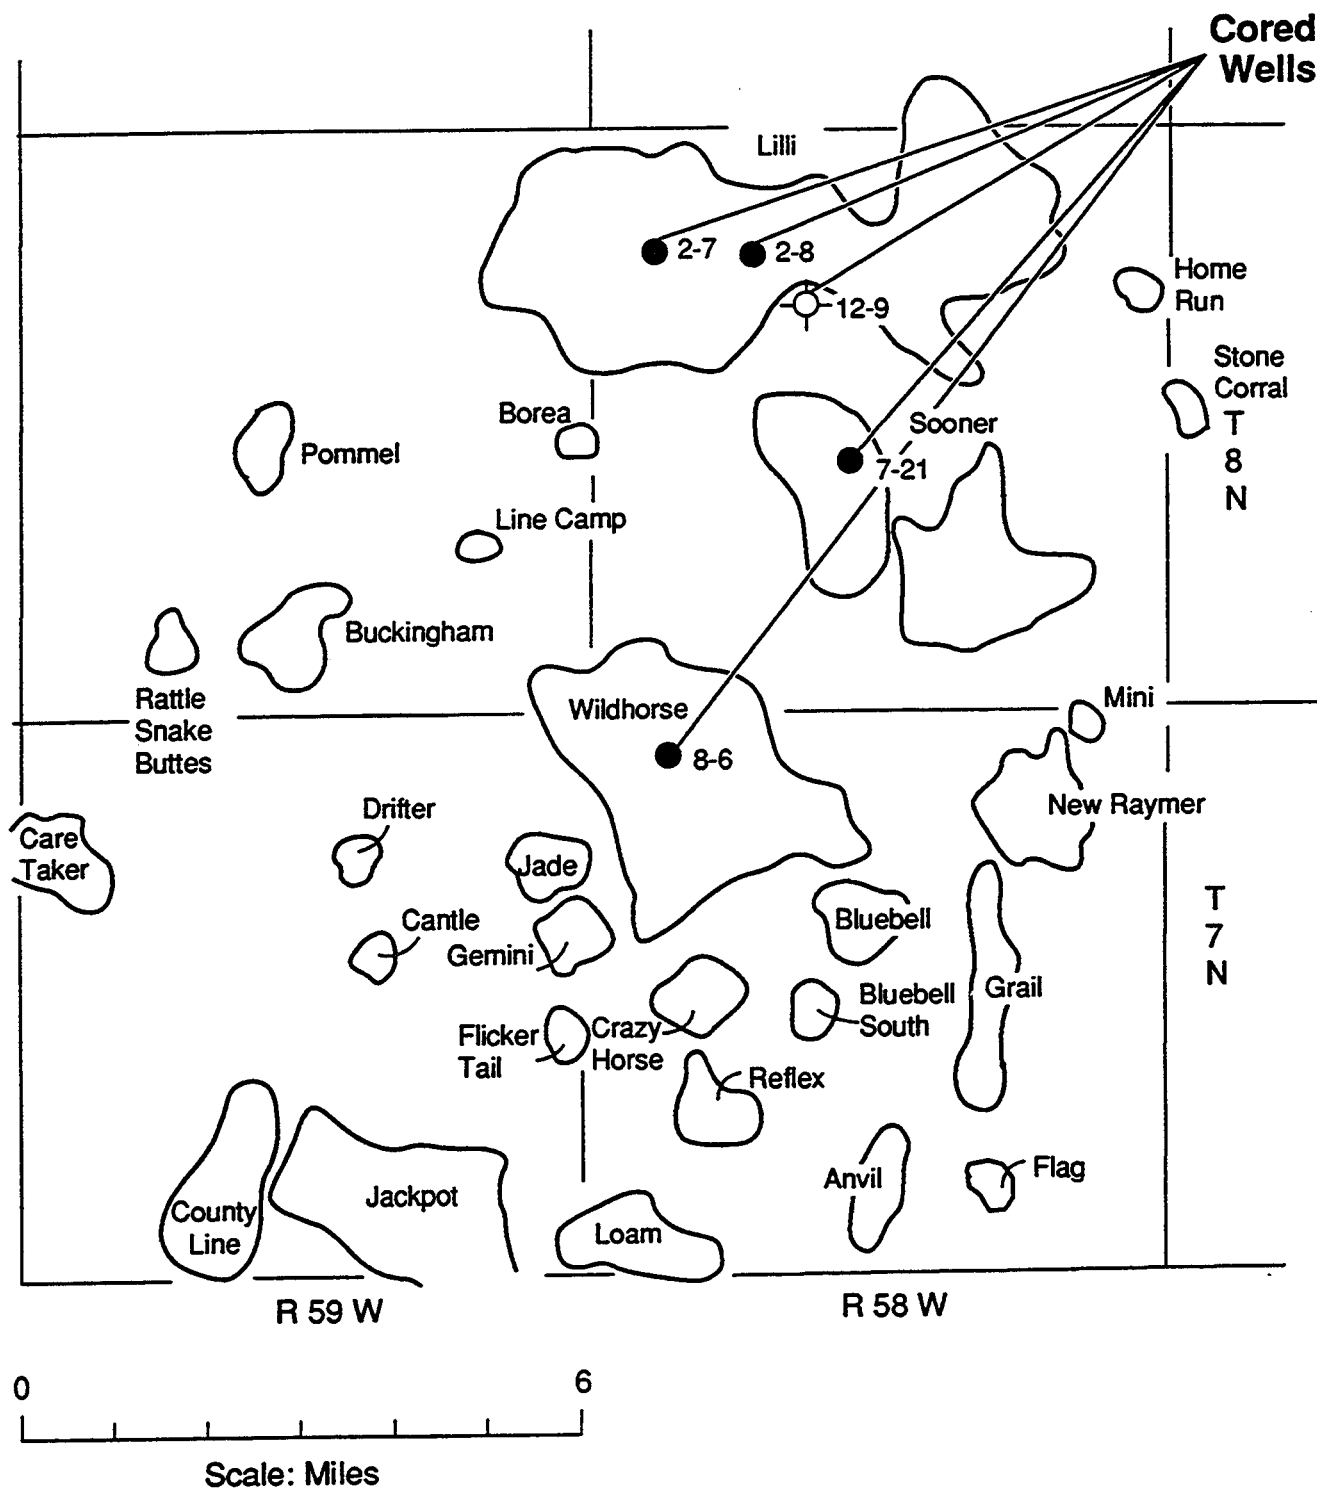 Cored
Wells
Lilli
2-7
2-8
12-9
Home
Run
Stone
Corral
T
8
N
Borea
Sooner
Pommel
7-21
Line Camp
Buckingham
Rattle
Snake
Buttes
Wildhorse
Mini
8-6
New Raymer
Drifter
Care
Taker
Jade
T
7
N
Cantle
Gemini
Bluebell
Bluebell
South
Grail
Flicker
Tail
Crazy
Horse
Reflex
Anvil
Flag
County
Line
Jackpot
Loam
R 59 W
R 58 W
0
6
Scale: Miles